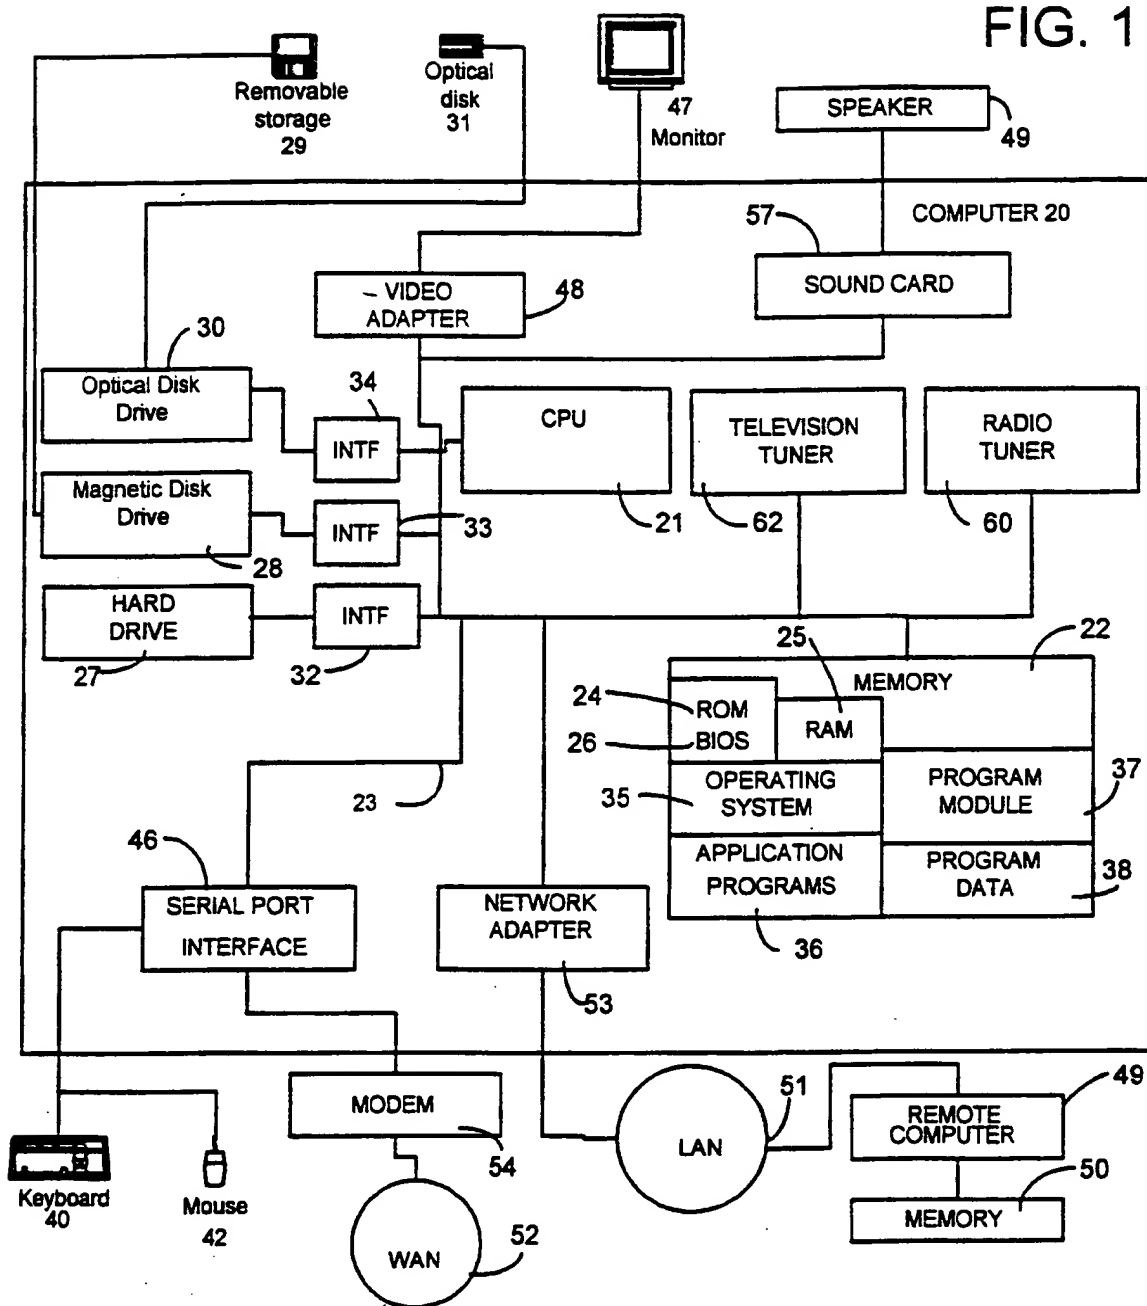 FIG. 1
Removable
storage
29
Optical
disk
31
47
Monitor
SPEAKER
49
COMPUTER 20
57
SOUND CARD
VIDEO
ADAPTER
48
30
Optical Disk
Drive
34
INTF
CPU
21
TELEVISION
TUNER
62
RADIO
TUNER
60
Magnetic Disk
Drive
28
INTF
33
HARD
DRIVE
27
INTF
32
25
22
MEMORY
24
ROM
26
BIOS
RAM
35
OPERATING
SYSTEM
PROGRAM
MODULE
37
APPLICATION
PROGRAMS
36
PROGRAM
DATA
38
23
46
SERIAL PORT
INTERFACE
NETWORK
ADAPTER
53
MODEM
54
LAN
51
REMOTE
COMPUTER
49
MEMORY
50
Keyboard
40
Mouse
42
WAN
52